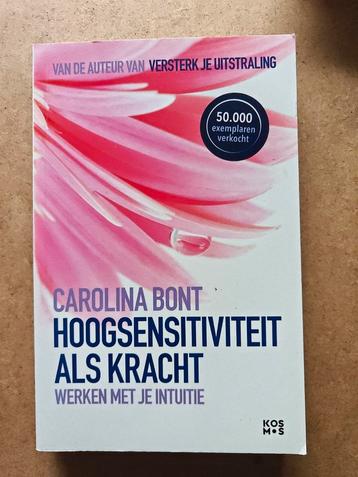 VAN DE AUTEUR VAN VERSTERK JE UITSTRALING
50.000
exemplaren
verkocht
CAROLINA BONT
HOOGSENSITIVITEIT
ALS KRACHT
WERKEN MET JE INTUITIE
KOS
MOS